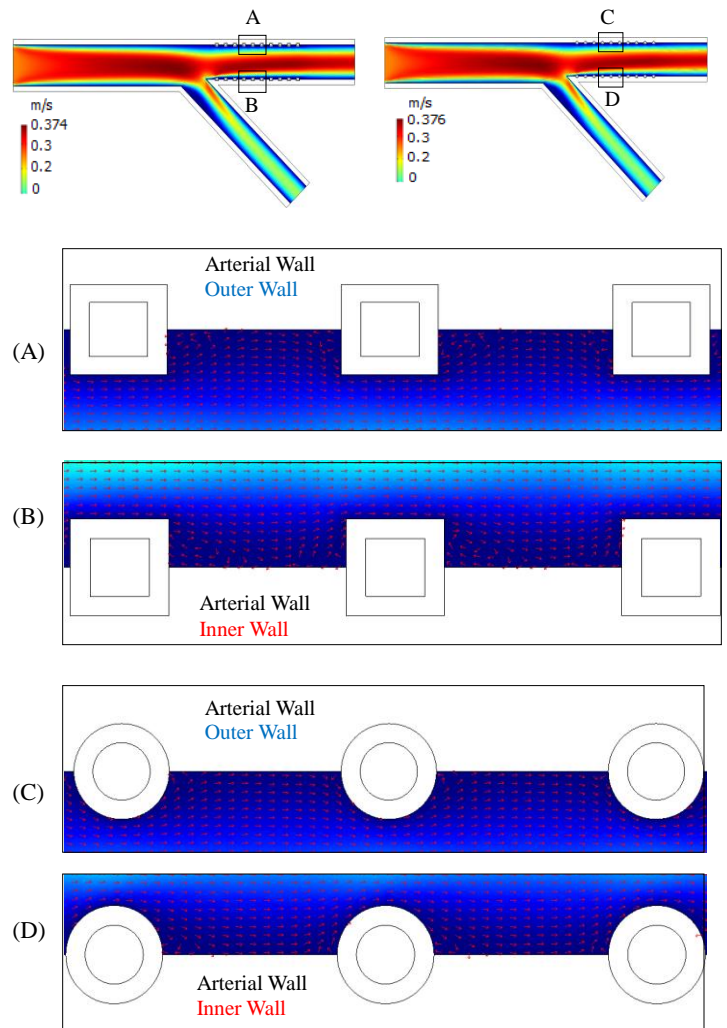 A
C
B
D
m/s
0.374
0.3
0.2
0
m/s
0.376
0.3
0.2
0
Arterial Wall
Outer Wall
(A)
(B)
Arterial Wall
Inner Wall
Arterial Wall
Outer Wall
(C)
(D)
Arterial Wall
Inner Wall